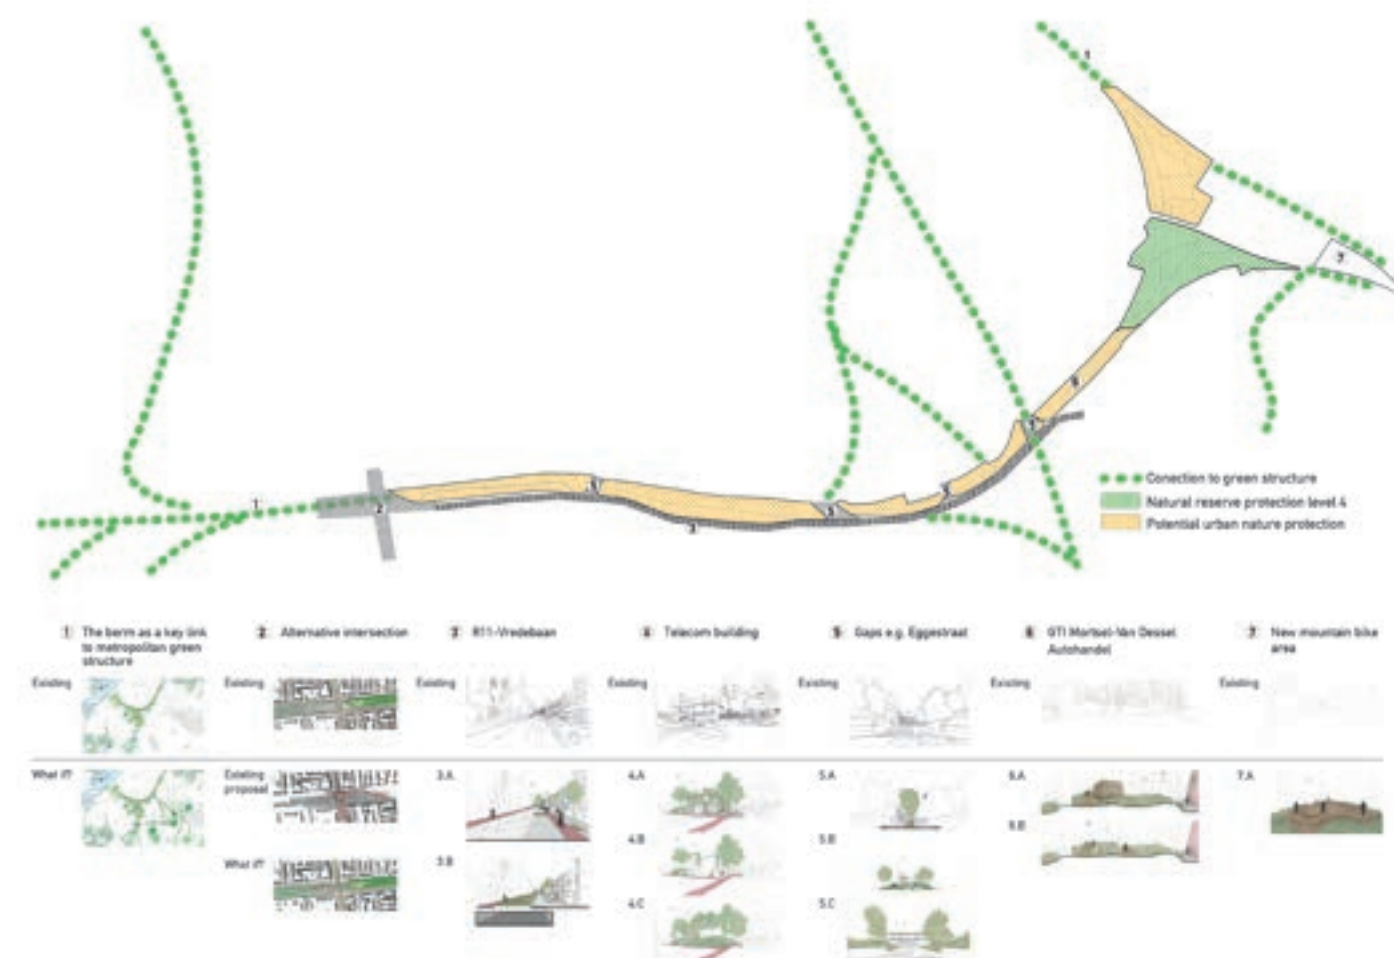 1
7
6
1
2
5
5
5
3
Conection to green structure
Natural reserve protection level 4
Potential urban nature protection
1 The berm as a key link
to metropolitan green
structure
2 Alternative intersection
3 R11-Vredebaan
4 Telecom building
5 Gaps e.g. Eggestraat
6 GTI Mortsel-Van Dessel
Autohandel
7 New mountain bike
area
Existing
Existing
Existing
Existing
Existing
Existing
Existing
What if?
Existing
proposal
3.A
4.A
5.A
6.A
7.A
4.B
5.B
6.B
What if?
3.B
4.C
5.C